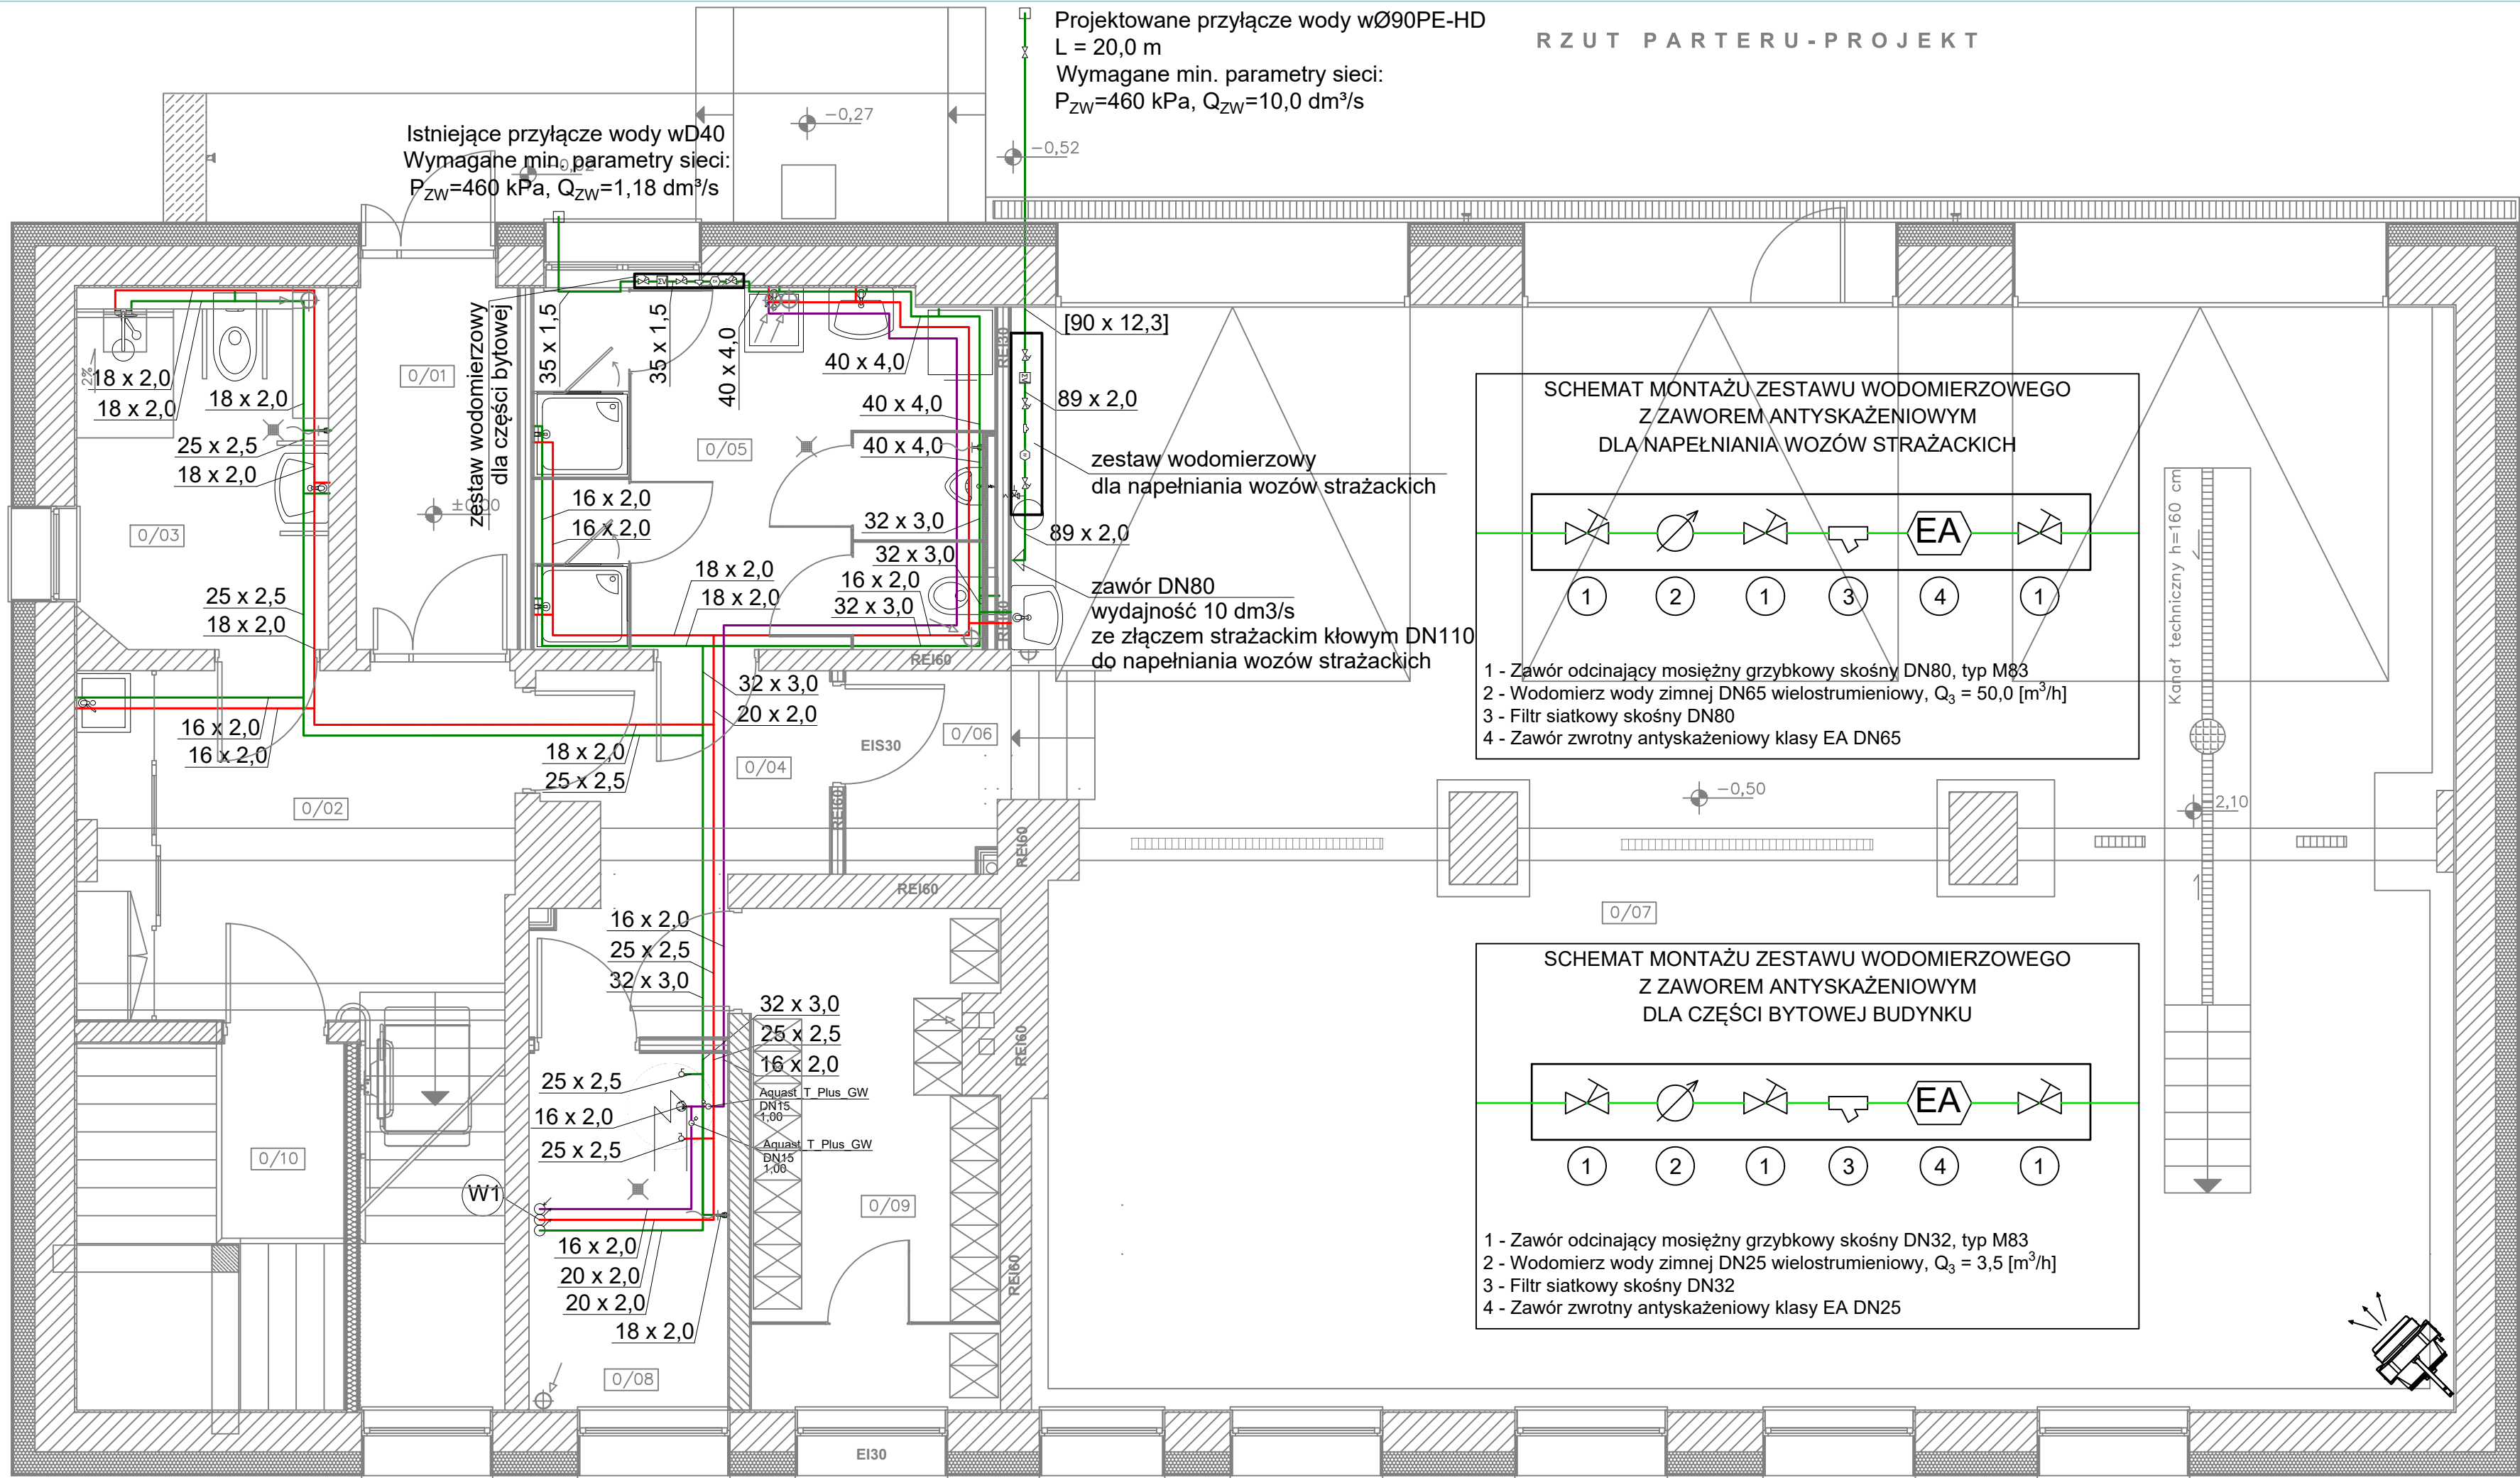 Projektowane przyłącze wody wØ90PE-HD
L = 20,0 m
Wymagane min. parametry sieci:
PZW=460 kPa, QZW=10,0 dm³/s
RZUT PARTERU-PROJEKT
Istniejące przyłącze wody wD40
Wymagane min. parametry sieci:
PZW=460 kPa, QZW=1,18 dm³/s
-0,27
-0,52
zestaw wodomierzowy
dla części bytowej
35 x 1,5
35 x 1,5
40 x 4,0
40 x 4,0
REI30
[90 x 12,3]
2%
18 x 2,0
18 x 2,0
18 x 2,0
25 x 2,5
18 x 2,0
0/01
±0,00
0/03
0/05
40 x 4,0
40 x 4,0
89 x 2,0
zestaw wodomierzowy
dla napełniania wozów strażackich
16 x 2,0
16 x 2,0
32 x 3,0
89 x 2,0
32 x 3,0
18 x 2,0
18 x 2,0
16 x 2,0
32 x 3,0
REI60
zawór DN80
wydajność 10 dm3/s
ze złączem strażackim kłowym DN110
do napełniania wozów strażackich
25 x 2,5
18 x 2,0
REI60
16 x 2,0
16 x 2,0
32 x 3,0
20 x 2,0
18 x 2,0
25 x 2,5
EIS30
0/06
0/04
0/02
REI60
REI60
REI60
SCHEMAT MONTAŻU ZESTAWU WODOMIERZOWEGO
Z ZAWOREM ANTYSKAŻENIOWYM
DLA NAPEŁNIANIA WOZÓW STRAŻACKICH
EA
1
2
1
3
4
1
1 - Zawór odcinający mosiężny grzybkowy skośny DN80, typ M83
2 - Wodomierz wody zimnej DN65 wielostrumieniowy, Q3 = 50,0 [m³/h]
3 - Filtr siatkowy skośny DN80
4 - Zawór zwrotny antyskażeniowy klasy EA DN65
Kanał techniczny h=160 cm
-0,50
2,10
0/07
16 x 2,0
25 x 2,5
32 x 3,0
32 x 3,0
25 x 2,5
16 x 2,0
REI60
25 x 2,5
16 x 2,0
25 x 2,5
Aquast_T_Plus_GW
DN15
1,00
Aquast_T_Plus_GW
DN15
1,00
0/10
W1
0/09
16 x 2,0
20 x 2,0
20 x 2,0
18 x 2,0
REI60
0/08
EI30
SCHEMAT MONTAŻU ZESTAWU WODOMIERZOWEGO
Z ZAWOREM ANTYSKAŻENIOWYM
DLA CZĘŚCI BYTOWEJ BUDYNKU
EA
1
2
1
3
4
1
1 - Zawór odcinający mosiężny grzybkowy skośny DN32, typ M83
2 - Wodomierz wody zimnej DN25 wielostrumieniowy, Q3 = 3,5 [m³/h]
3 - Filtr siatkowy skośny DN32
4 - Zawór zwrotny antyskażeniowy klasy EA DN25